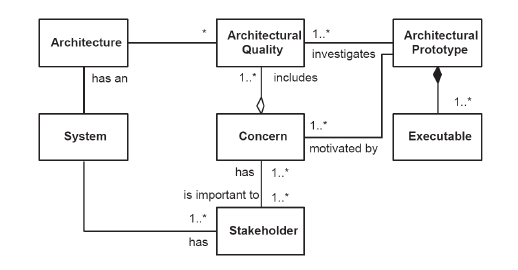 Architecture
*
Architectural
Quality
1..*
investigates
Architectural
Prototype
has an
1..*
includes
1..*
System
Concern
1..*
motivated by
Executable
has
1..*
is important to
1..*
1..*
has
Stakeholder